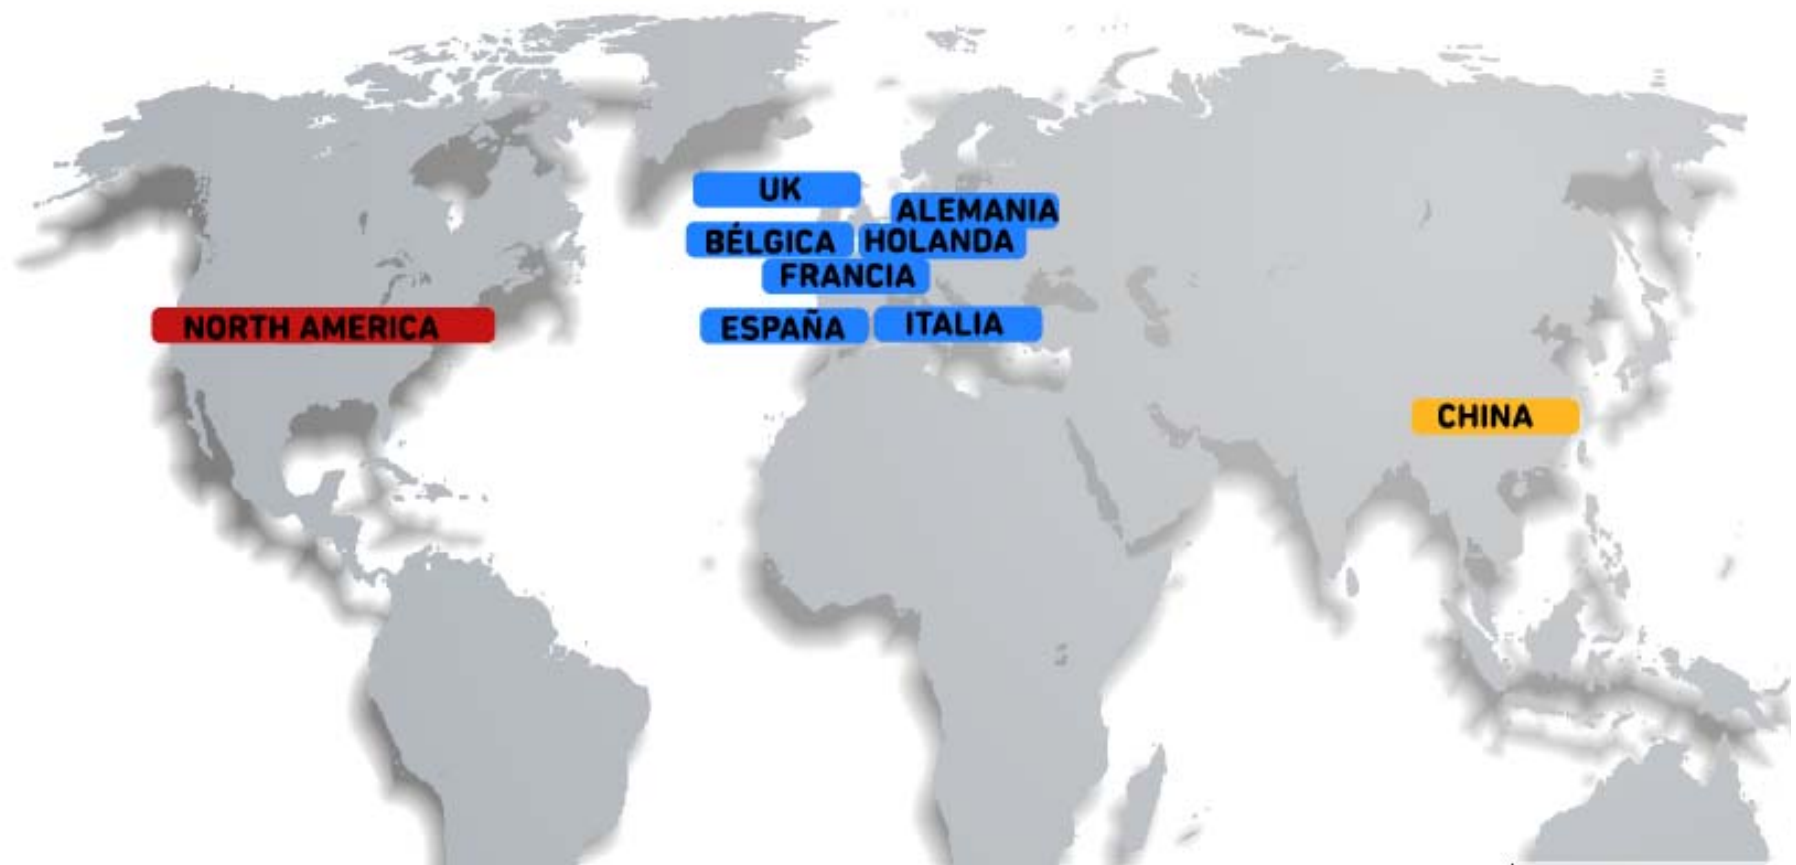 UK
ALEMANIA
BÉLGICA
HOLANDA
FRANCIA
NORTH AMERICA
ESPAÑA
ITALIA
CHINA